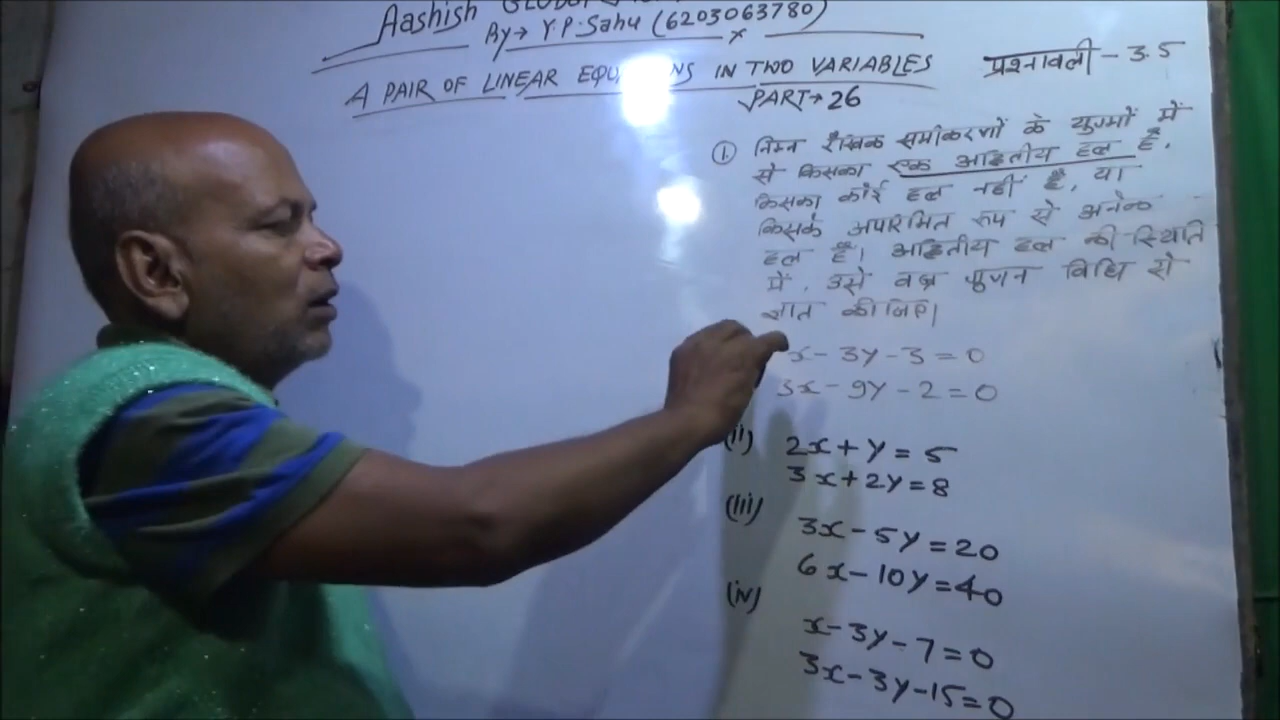 Aashish GLOBAL
By→ Y.P. Sahu (6203063780)
A PAIR OF LINEAR EQUATIONS IN TWO VARIABLES
PART→26
प्रश्नावली - 3.5
① निम्न रैखिक समीकरणों के युग्मों में
से किसका एक अद्वितीय हल है,
किसका कोई हल नहीं है, या
किसके अपरिमित रूप से अनेक
हल हैं। अद्वितीय हल की स्थिति
में, उसे वज्र गुणन विधि से
ज्ञात कीजिए।
x - 3y - 3 = 0
3x - 9y - 2 = 0
(ii) 2x + y = 5
3x + 2y = 8
(iii)
3x - 5y = 20
6x - 10y = 40
(iv)
x - 3y - 7 = 0
3x - 3y - 15 = 0